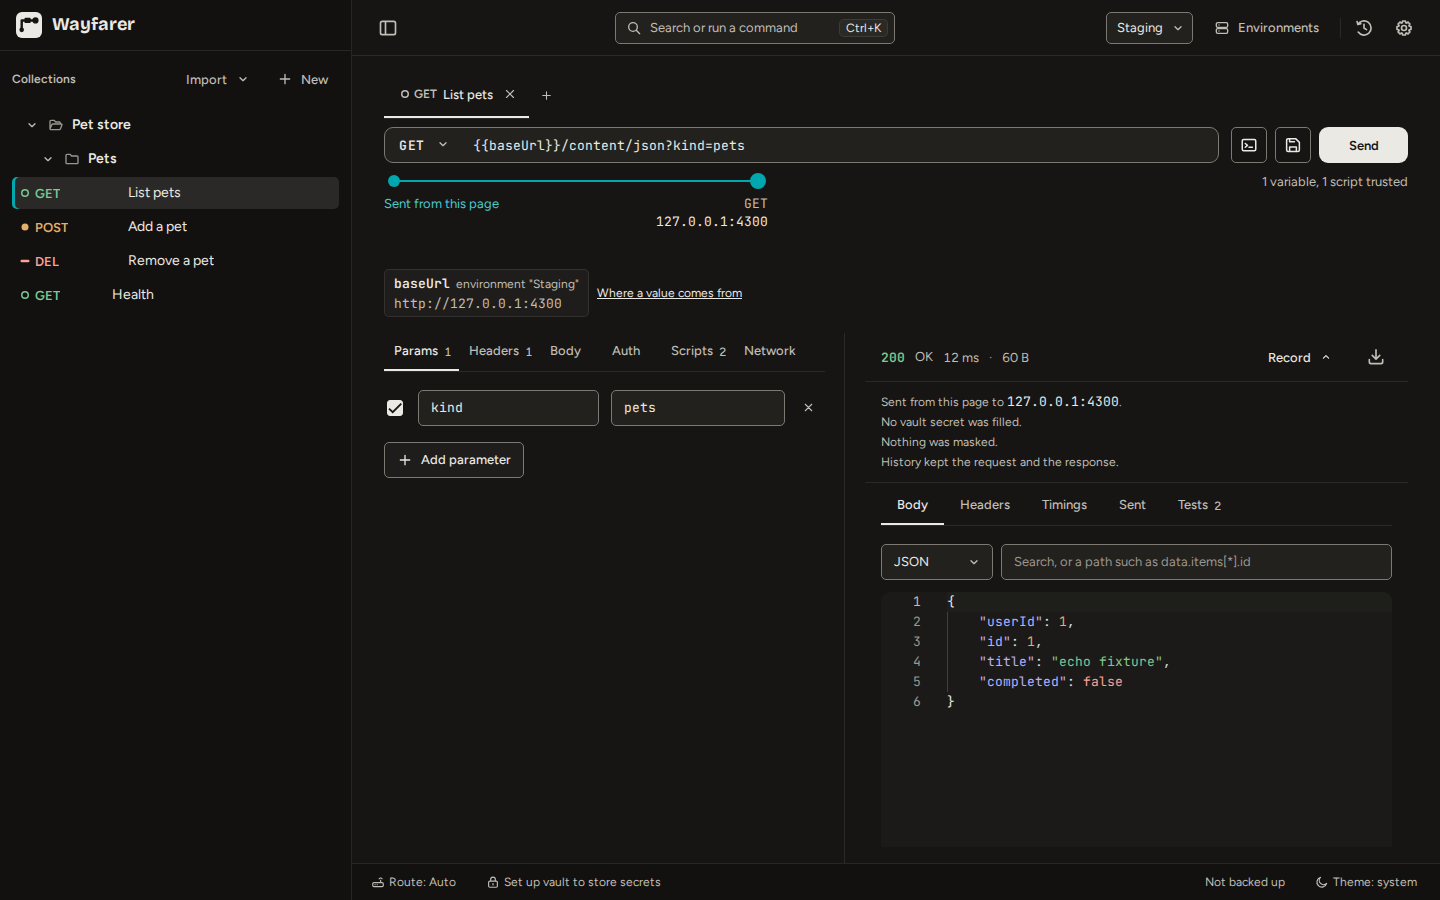 Wayfarer
Search or run a command Ctrl+K
Staging
Environments
Collections Import New
Pet store
Pets
GET List pets
POST Add a pet
DEL Remove a pet
GET Health
GET List pets
GET {{baseUrl}}/content/json?kind=pets
Send
1 variable, 1 script trusted
Sent from this page
GET
127.0.0.1:4300
baseUrl environment "Staging"
http://127.0.0.1:4300
Where a value comes from
Params 1 Headers 1 Body Auth Scripts 2 Network
kind pets
Add parameter
200 OK 12 ms · 60 B
Record
Sent from this page to 127.0.0.1:4300.
No vault secret was filled.
Nothing was masked.
History kept the request and the response.
Body Headers Timings Sent Tests 2
JSON Search, or a path such as data.items[*].id
1 {
2 "userId": 1,
3 "id": 1,
4 "title": "echo fixture",
5 "completed": false
6 }
Route: Auto Set up vault to store secrets Not backed up Theme: system